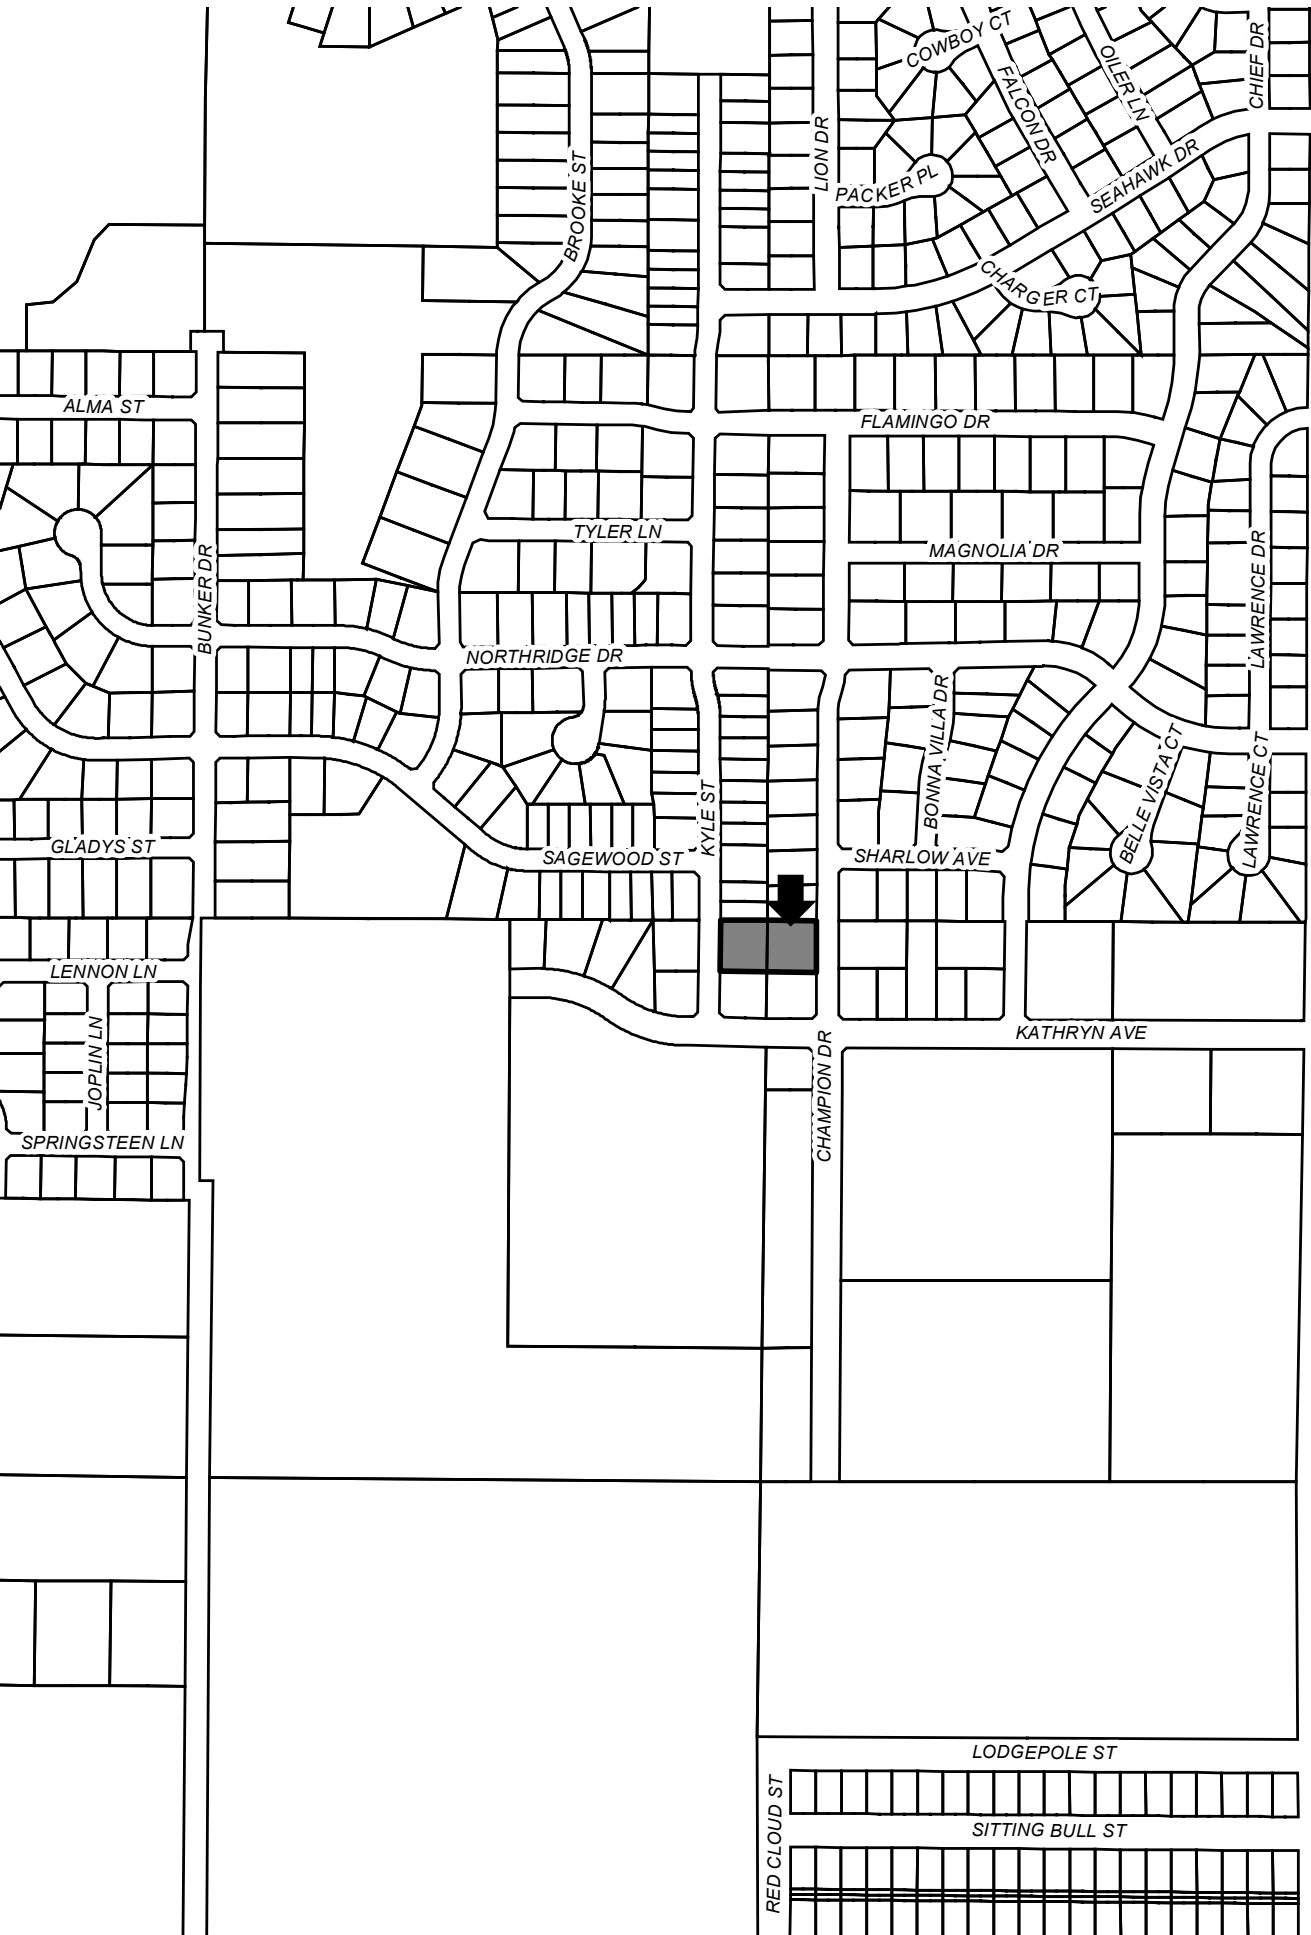 COWBOY CT
FALCON DR
OILER LN
CHIEF DR
LION DR
PACKER PL
SEAHAWK DR
BROOKE ST
CHARGER CT
ALMA ST
FLAMINGO DR
TYLER LN
MAGNOLIA DR
BUNKER DR
LAWRENCE DR
NORTHRIDGE DR
BONNA VILLA DR
BELLE VISTA CT
LAWRENCE CT
KYLE ST
GLADYS ST
SAGEWOOD ST
SHARLOW AVE
LENNON LN
JOPLIN LN
KATHRYN AVE
CHAMPION DR
SPRINGSTEEN LN
LODGEPOLE ST
RED CLOUD ST
SITTING BULL ST